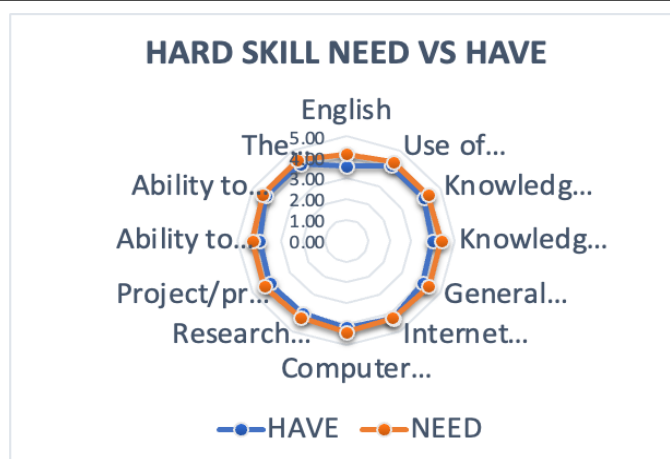 HARD SKILL NEED VS HAVE
English
The...
Use of...
Ability to...
Knowledg...
Ability to...
Knowledg...
Project/pr...
General...
Research...
Internet...
Computer...
5.00
4.00
3.00
2.00
1.00
0.00
HAVE
NEED